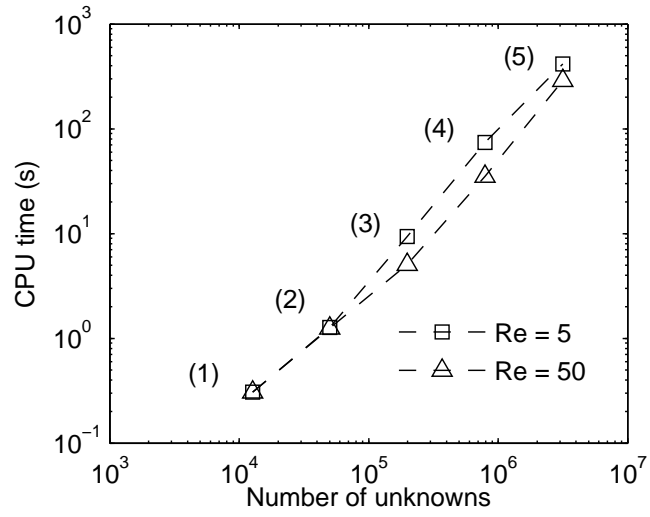 10^3
10^2
10^1
10^0
10^-1
CPU time (s)
(5)
(4)
(3)
(2)
(1)
Re = 5
Re = 50
10^3 10^4 10^5 10^6 10^7
Number of unknowns